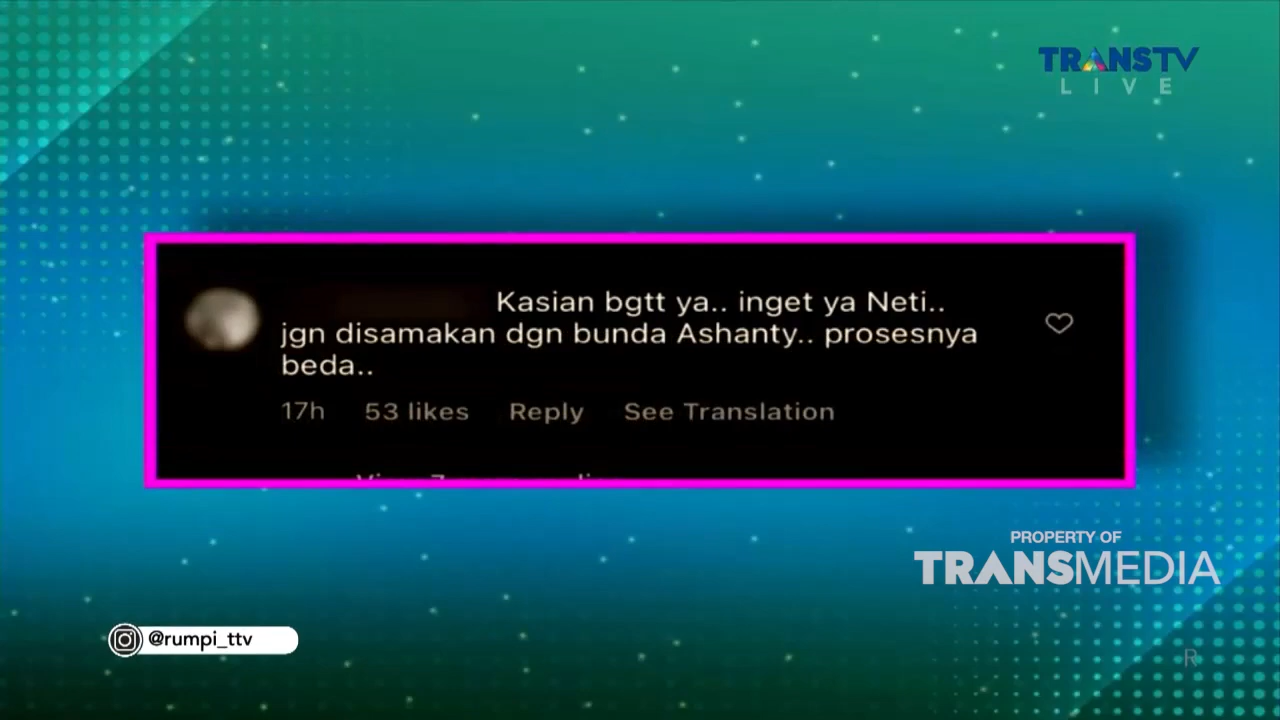 TRANSTV
LIVE
Kasian bgtt ya.. inget ya Neti..
jgn disamakan dgn bunda Ashanty.. prosesnya
beda..
17h 53 likes Reply See Translation
PROPERTY OF
TRANSMEDIA
@rumpi_ttv
R